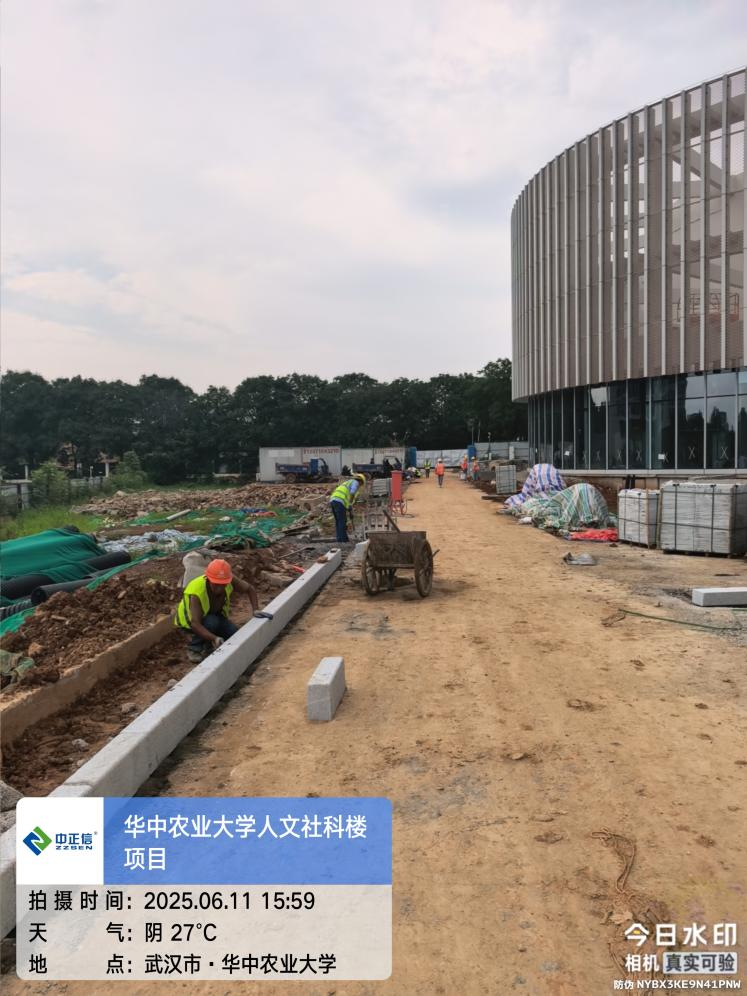 中正信®
ZZSEN
华中农业大学人文社科楼
项目
拍摄时间：2025.06.11 15:59
天气：阴 27℃
地点：武汉市·华中农业大学
今日水印
相机 真实可验
防伪 NYBX3KE9N41PNW